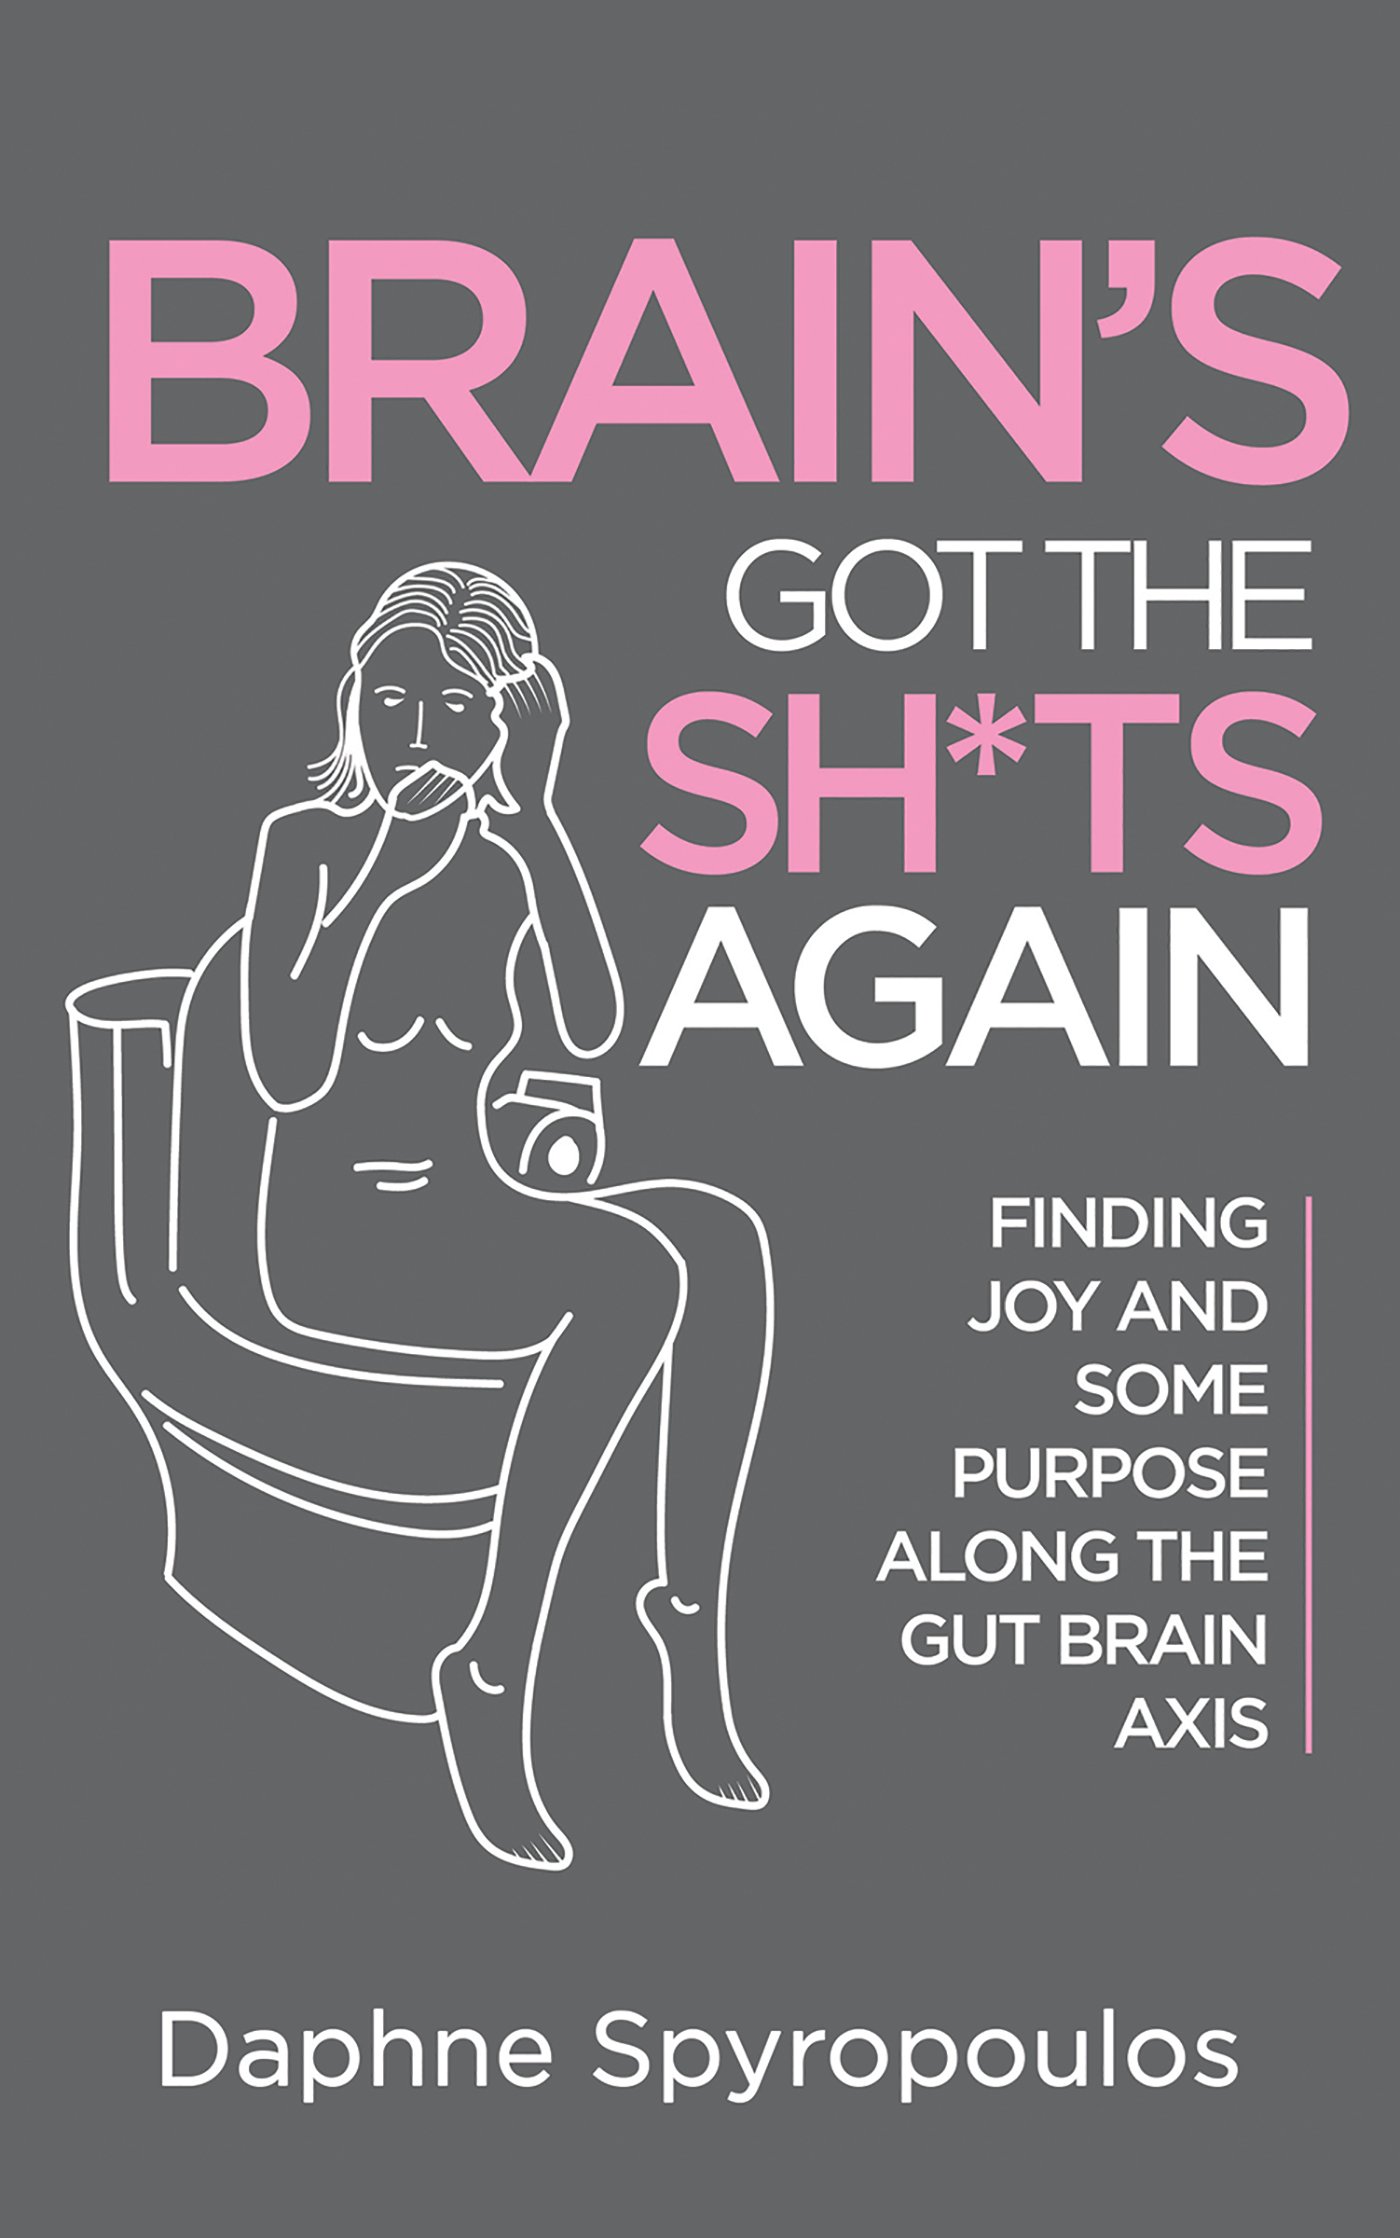 BRAIN'S
GOT THE
SH*TS
AGAIN
FINDING
JOY AND
SOME
PURPOSE
ALONG THE
GUT BRAIN
AXIS
Daphne Spyropoulos